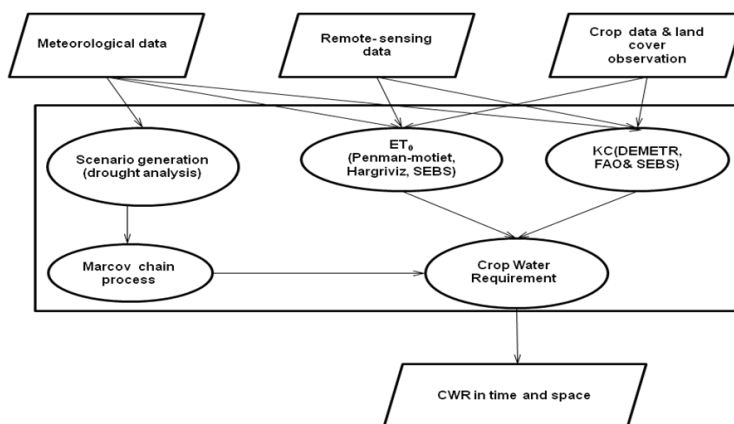 Meteorological data
Remote- sensing
data
Crop data & land
cover
observation
Scenario generation
(drought analysis)
ET₀
(Penman-motiet,
Hargriviz, SEBS)
KC(DEMETR,
FAO& SEBS)
Marcov chain
process
Crop Water
Requirement
CWR in time and space